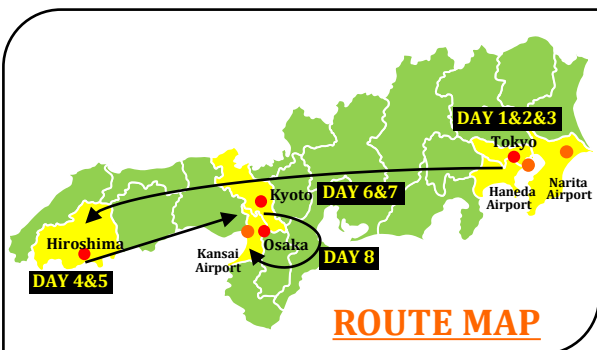 DAY 1&2&3
Tokyo
Haneda
Airport
Narita
Airport
Kyoto
DAY 6&7
Hiroshima
DAY 4&5
Kansai
Airport
Osaka
DAY 8
ROUTE MAP